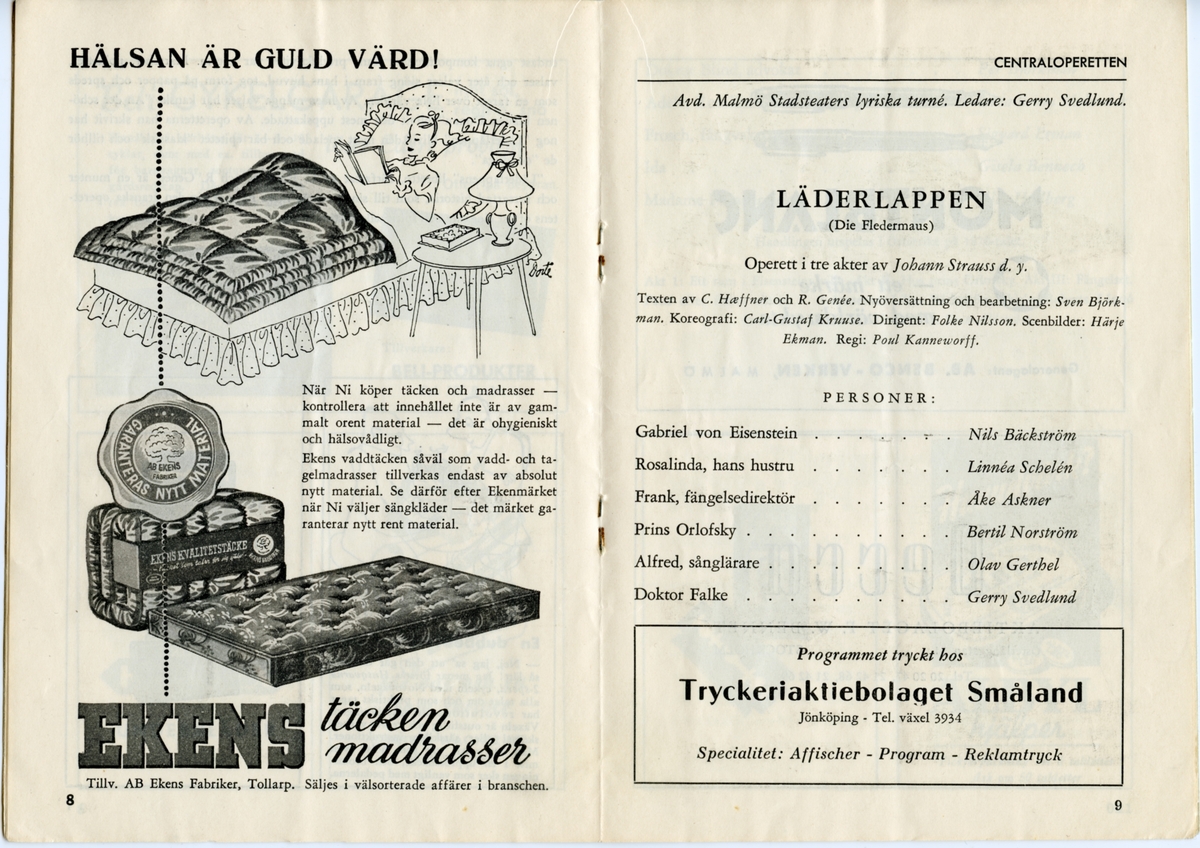 HÄLSAN ÄR GULD VÄRD!
Dorte
När Ni köper täcken och madrasser —
kontrollera att innehållet inte är av gam-
malt orent material — det är ohygieniskt
och hälsovådligt.
Ekens vaddtäcken såväl som vadd- och ta-
gelmadrasser tillverkas endast av absolut
nytt material. Se därför efter Ekenmärket
när Ni väljer sängkläder — det märket ga-
ranterar nytt rent material.
GARANTERAS NYTT MATERIAL
AB EKENS
FABRIKER
EKENS KVALITETSTÄCKE
EKENS
täcken
madrasser
Tillv. AB Ekens Fabriker, Tollarp. Säljes i välsorterade affärer i branschen.
8
CENTRALOPERETTEN
Avd. Malmö Stadsteaters lyriska turné. Ledare: Gerry Svedlund.
LÄDERLAPPEN
(Die Fledermaus)
Operett i tre akter av Johann Strauss d. y.
Texten av C. Hæffner och R. Genée. Nyöversättning och bearbetning: Sven Björk-
man. Koreografi: Carl-Gustaf Kruuse. Dirigent: Folke Nilsson. Scenbilder: Härje
Ekman. Regi: Poul Kanneworff.
PERSONER:
Gabriel von Eisenstein . . . . . . . Nils Bäckström
Rosalinda, hans hustru . . . . . . . Linnéa Schelén
Frank, fängelsedirektör . . . . . . Åke Askner
Prins Orlofsky . . . . . . . . . . Bertil Norström
Alfred, sånglärare . . . . . . . . . Olav Gerthel
Doktor Falke . . . . . . . . . . Gerry Svedlund
Programmet tryckt hos
Tryckeriaktiebolaget Småland
Jönköping - Tel. växel 3934
Specialitet: Affischer - Program - Reklamtryck
9